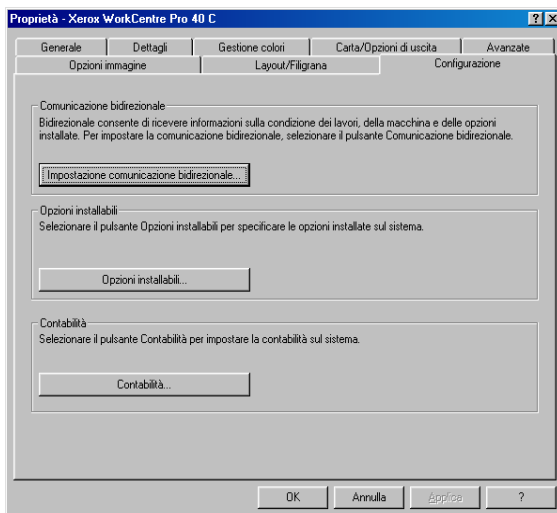 Proprietà - Xerox WorkCentre Pro 40 C
? X
Generale Dettagli Gestione colori Carta/Opzioni di uscita Avanzate
Opzioni immagine Layout/Filigrana Configurazione
Comunicazione bidirezionale
Bidirezionale consente di ricevere informazioni sulla condizione dei lavori, della macchina e delle opzioni
installate. Per impostare la comunicazione bidirezionale, selezionare il pulsante Comunicazione bidirezionale.
Impostazione comunicazione bidirezionale...
Opzioni installabili
Selezionare il pulsante Opzioni installabili per specificare le opzioni installate sul sistema.
Opzioni installabili...
Contabilità
Selezionare il pulsante Contabilità per impostare la contabilità sul sistema.
Contabilità...
OK Annulla Applica ?